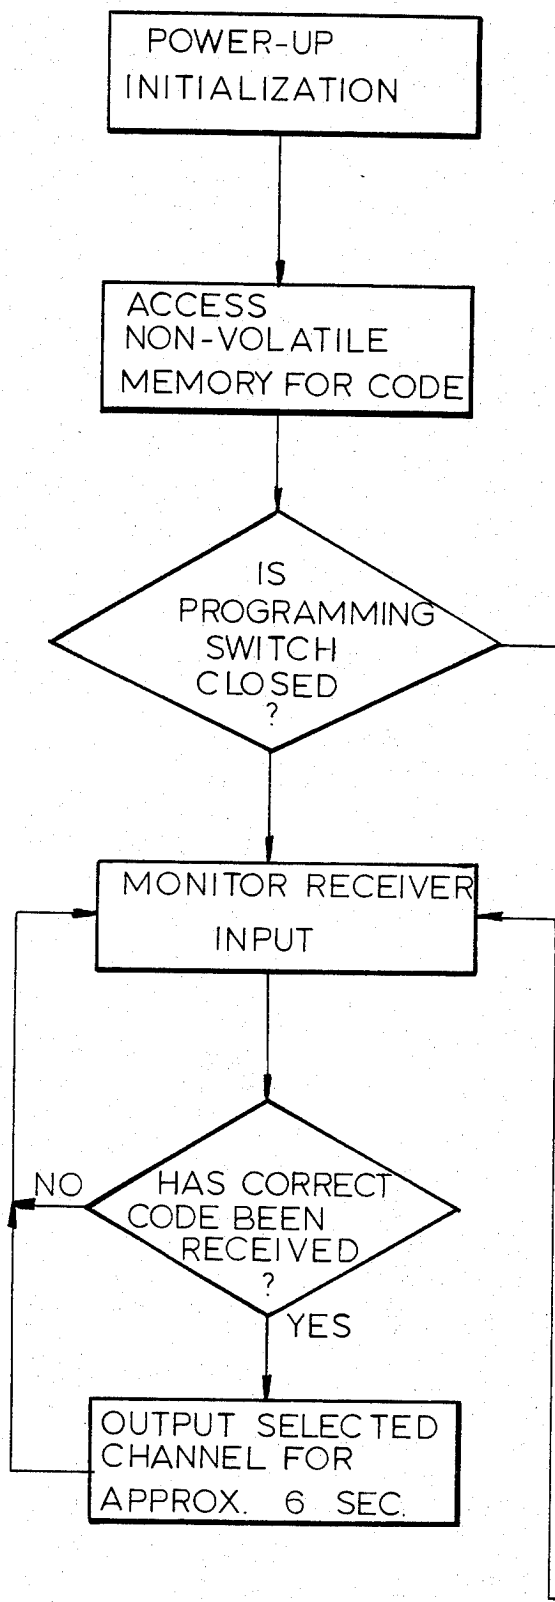 POWER-UP
INITIALIZATION
ACCESS
NON-VOLATILE
MEMORY FOR CODE
IS
PROGRAMMING
SWITCH
CLOSED
?
MONITOR RECEIVER
INPUT
NO
HAS CORRECT
CODE BEEN
RECEIVED
?
YES
OUTPUT SELECTED
CHANNEL FOR
APPROX. 6 SEC.